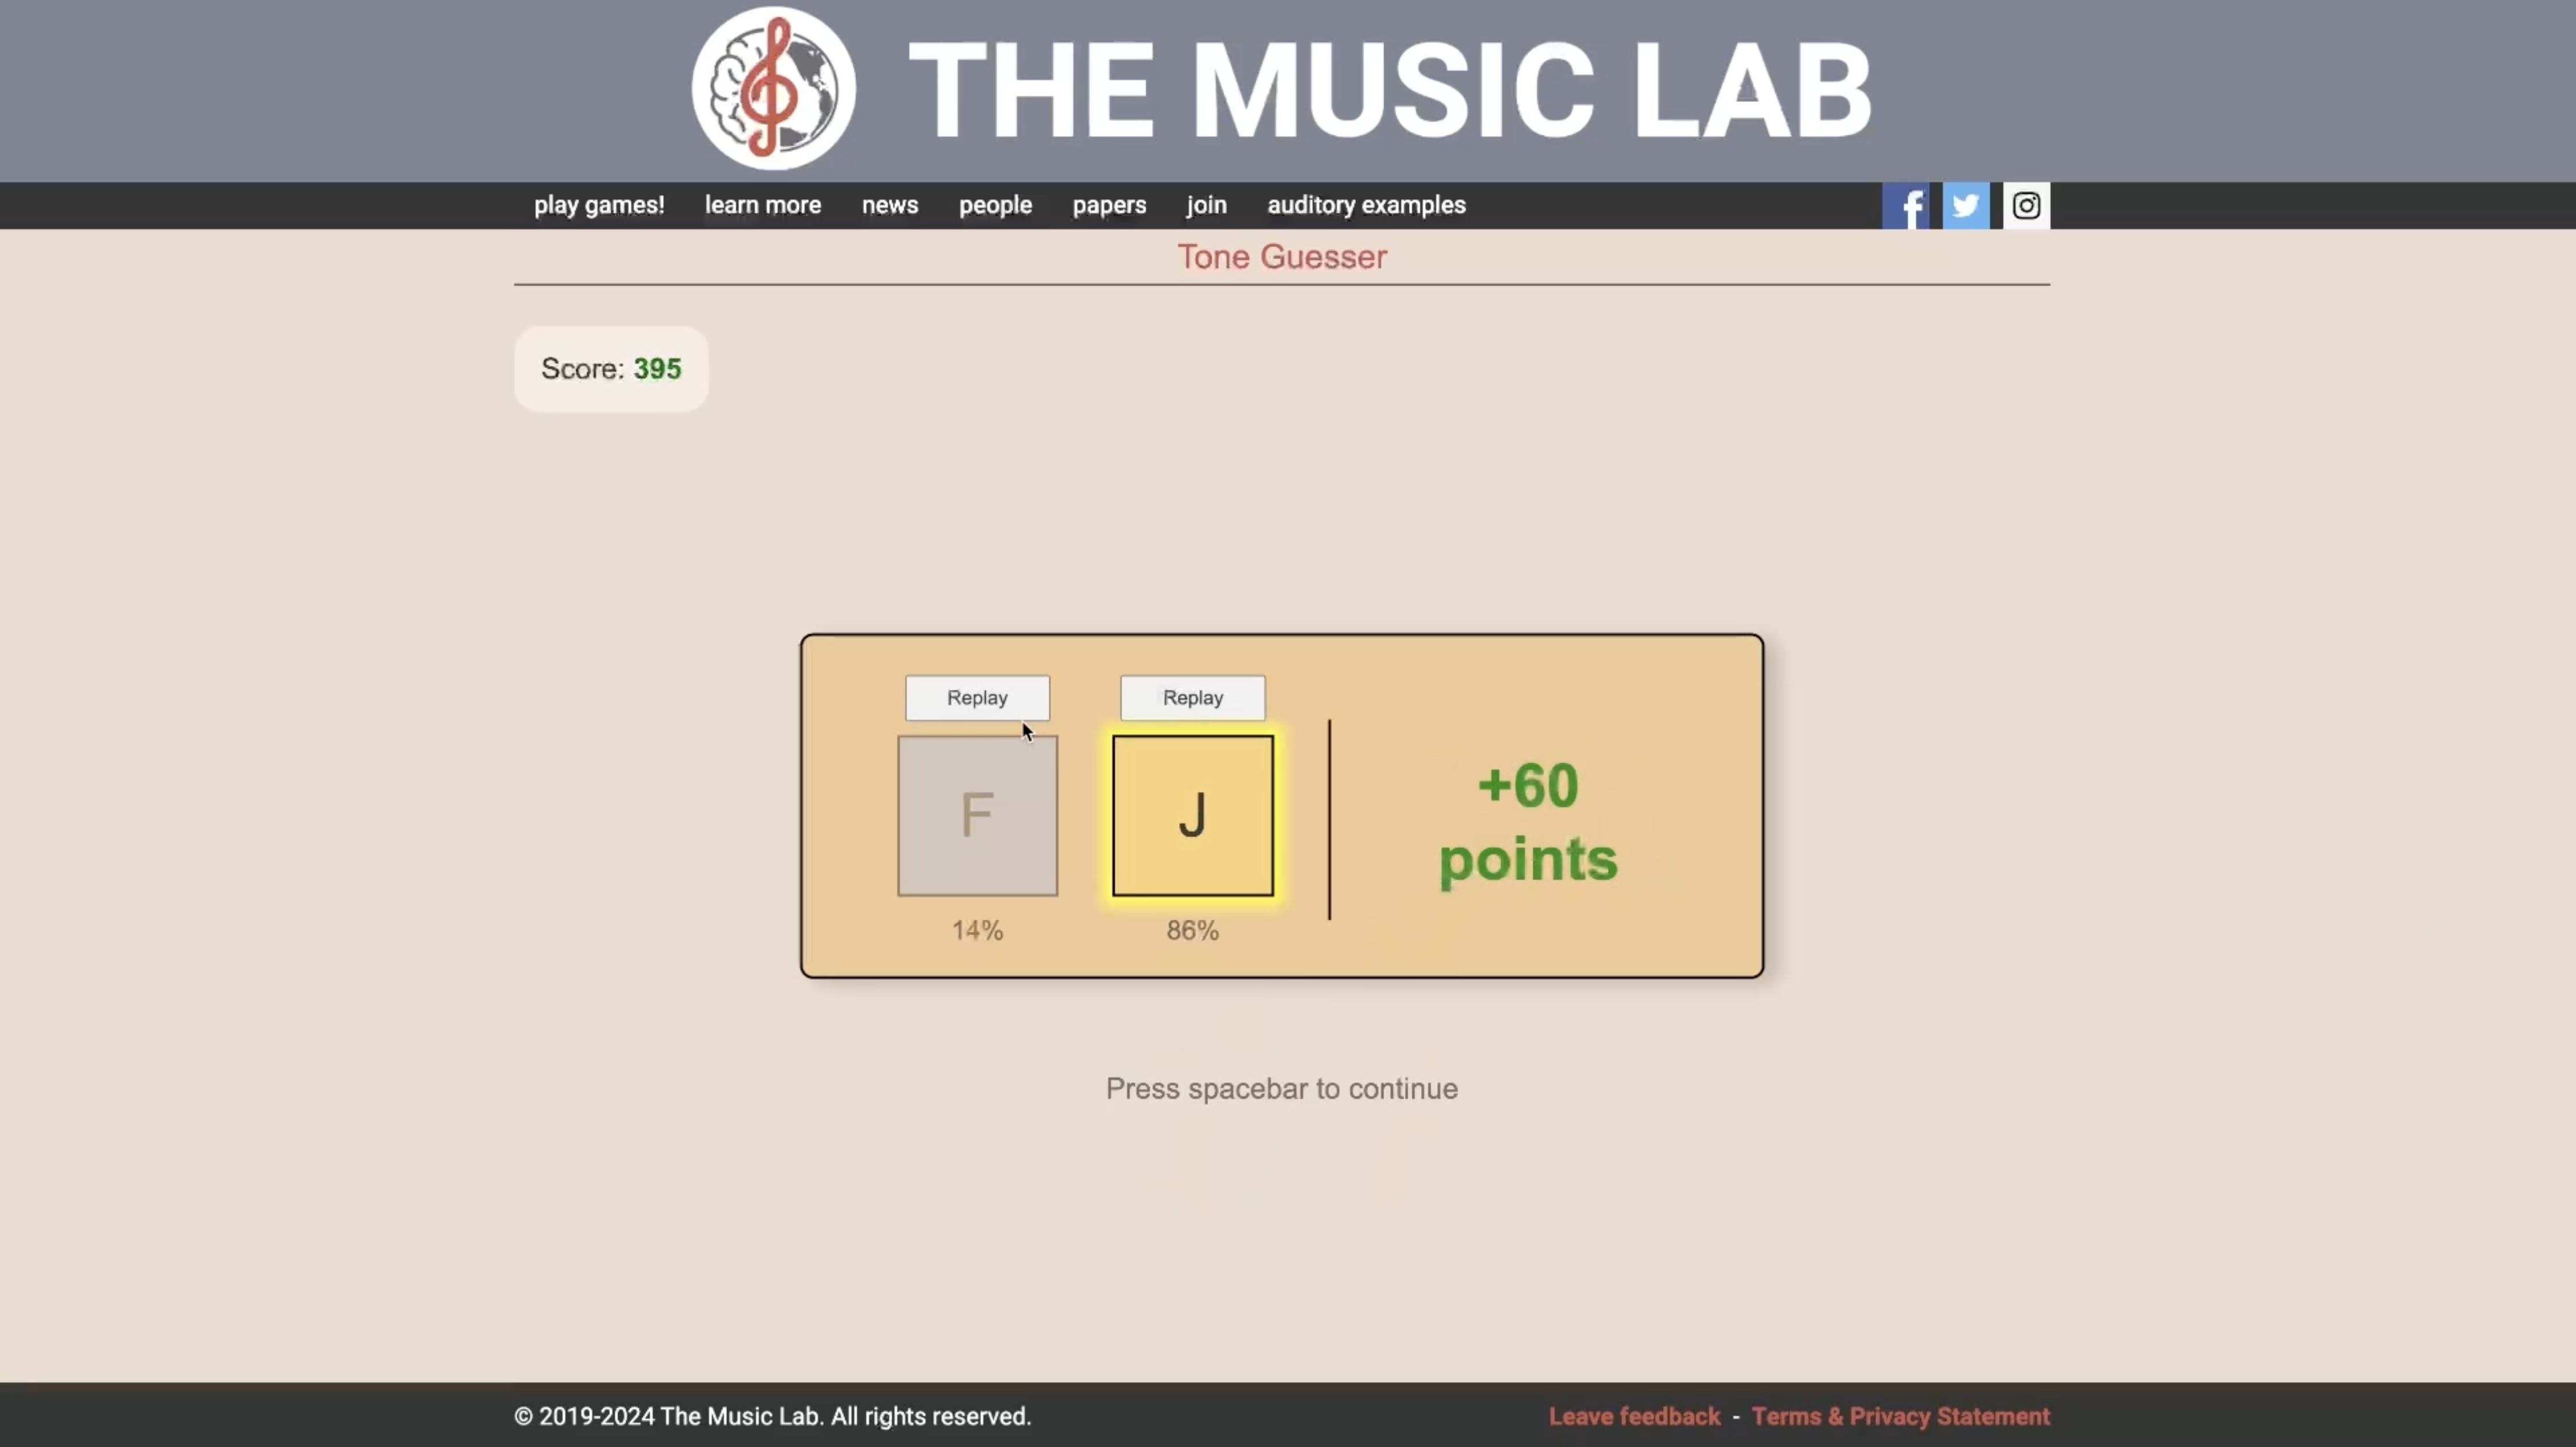 THE MUSIC LAB
play games! learn more news people papers join auditory examples
Tone Guesser
Score: 395
Replay Replay
F J
+60
points
14% 86%
Press spacebar to continue
© 2019-2024 The Music Lab. All rights reserved. Leave feedback - Terms & Privacy Statement